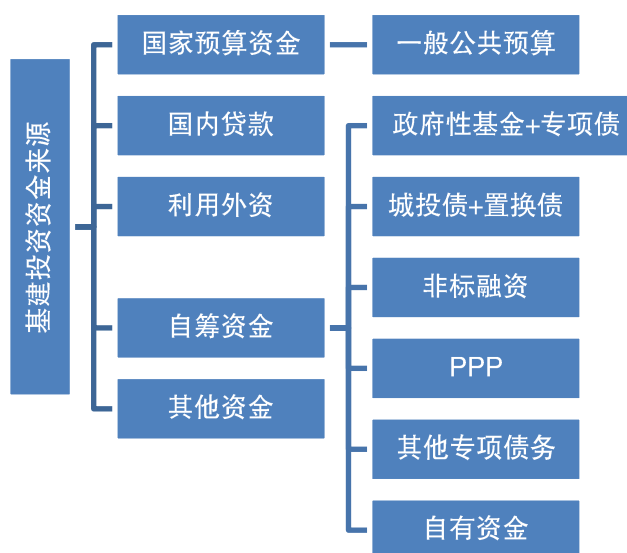 基建投资资金来源
国家预算资金
一般公共预算
国内贷款
利用外资
自筹资金
政府性基金+专项债
城投债+置换债
非标融资
PPP
其他专项债务
自有资金
其他资金